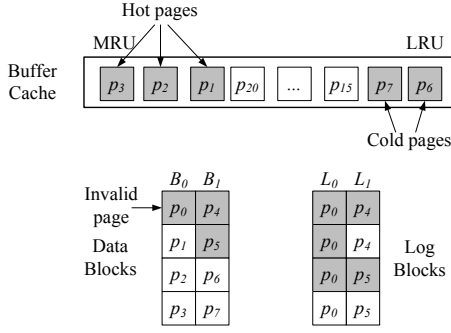 Hot pages
MRU LRU
Buffer Cache
p3 p2 p1 p20 ... p15 p7 p6
Cold pages
B0 B1 L0 L1
Invalid page
p0 p4 p0 p4
Data Blocks
p1 p5 p0 p4
Log Blocks
p2 p6 p0 p5
p3 p7 p0 p5